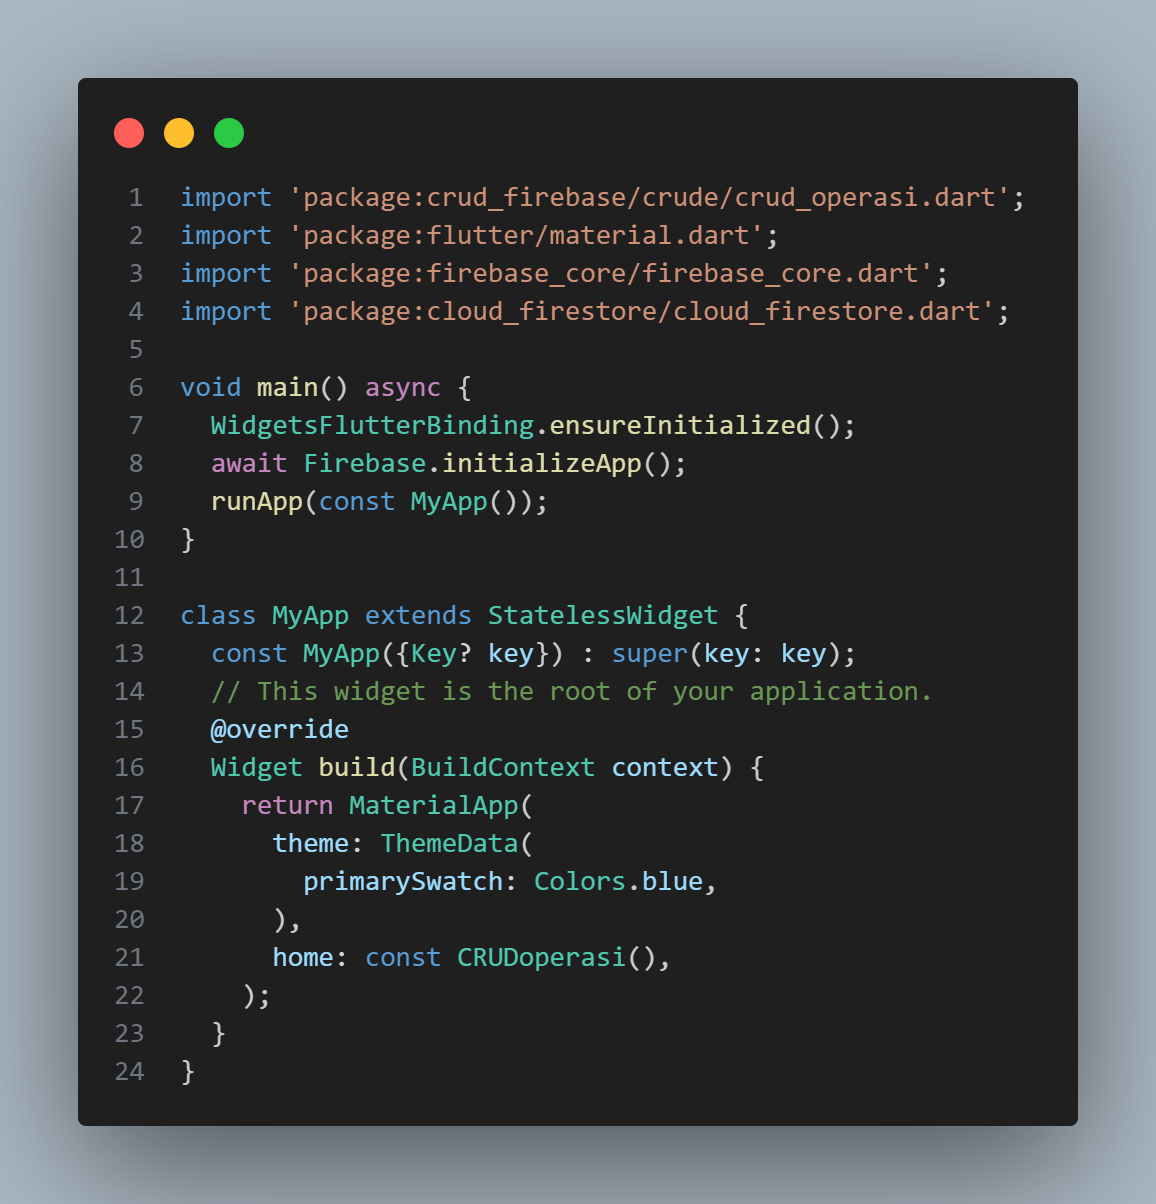 1 import 'package:crud_firebase/crude/crud_operasi.dart';
2 import 'package:flutter/material.dart';
3 import 'package:firebase_core/firebase_core.dart';
4 import 'package:cloud_firestore/cloud_firestore.dart';
5
6 void main() async {
7   WidgetsFlutterBinding.ensureInitialized();
8   await Firebase.initializeApp();
9   runApp(const MyApp());
10 }
11
12 class MyApp extends StatelessWidget {
13   const MyApp({Key? key}) : super(key: key);
14   // This widget is the root of your application.
15   @override
16   Widget build(BuildContext context) {
17     return MaterialApp(
18       theme: ThemeData(
19         primarySwatch: Colors.blue,
20       ),
21       home: const CRUDoperasi(),
22     );
23   }
24 }